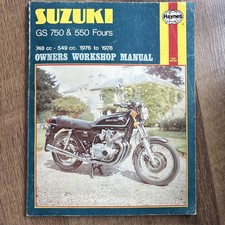 SUZUKI
Haynes
GS 750 & 550 Fours
748 cc - 549 cc. 1976 to 1978
OWNERS WORKSHOP MANUAL